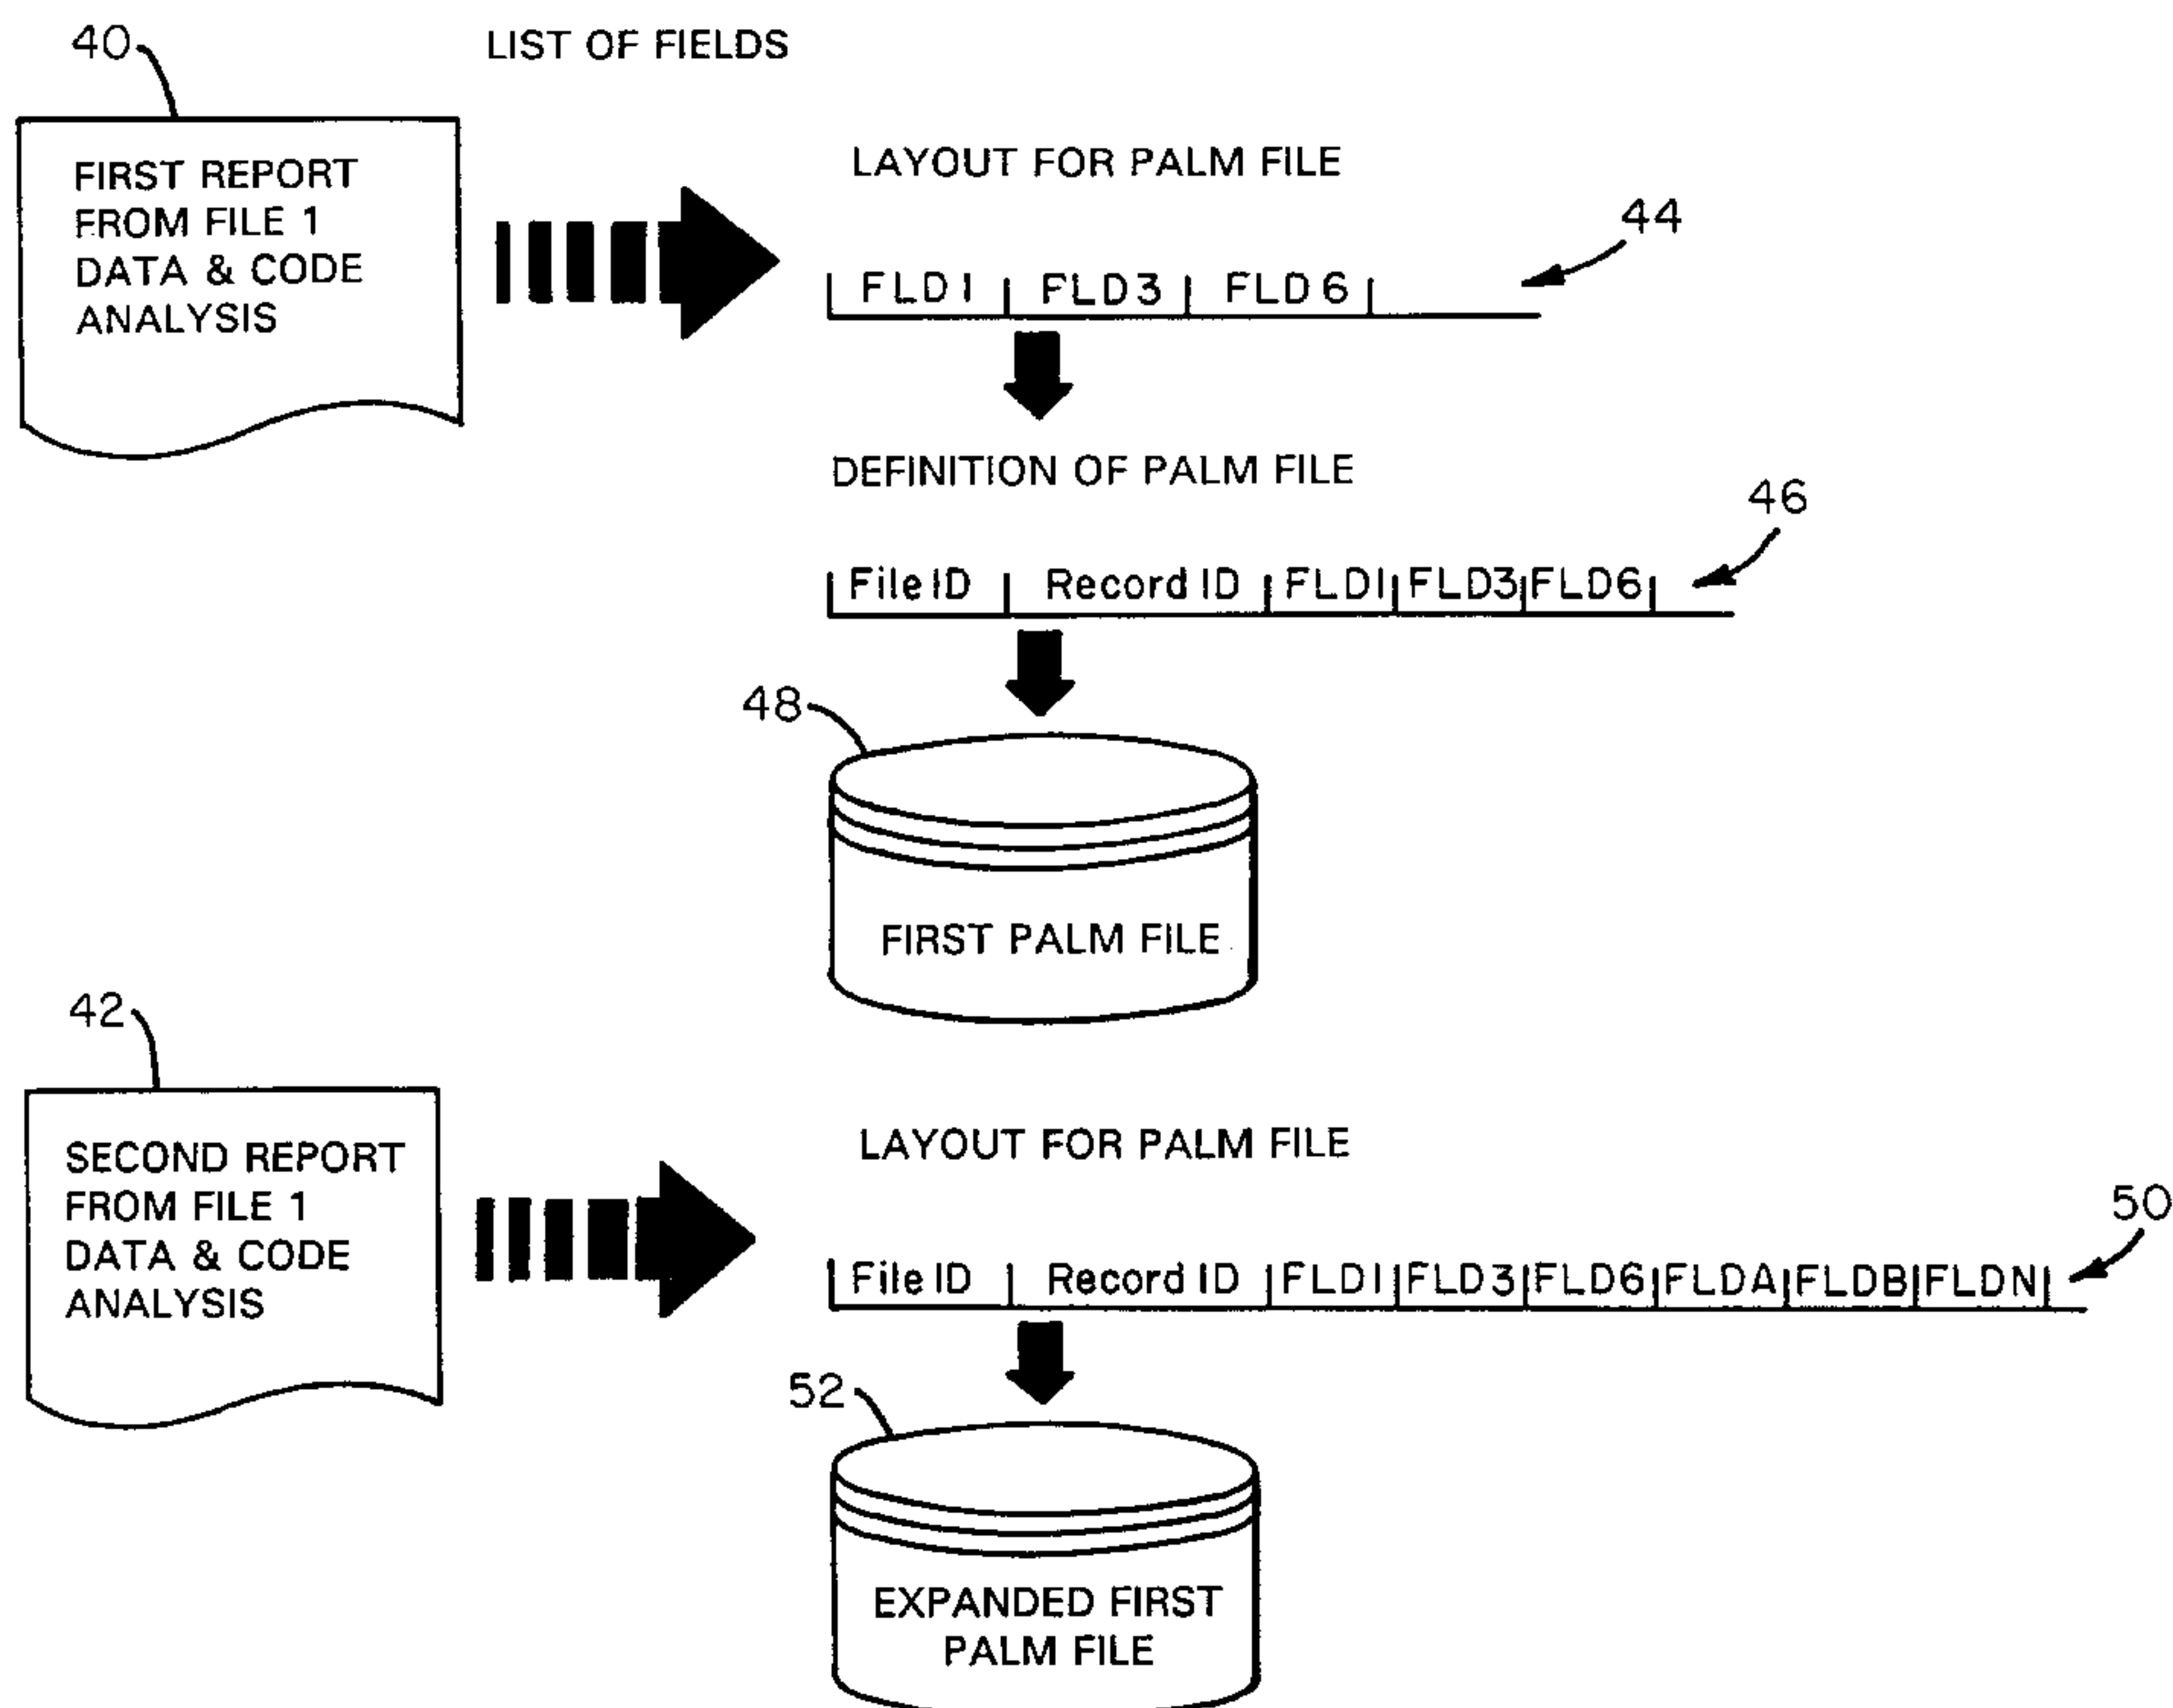 40
LIST OF FIELDS
FIRST REPORT
FROM FILE 1
DATA & CODE
ANALYSIS
LAYOUT FOR PALM FILE
44
FLD1 FLD3 FLD6
DEFINITION OF PALM FILE
46
File ID Record ID FLD1 FLD3 FLD6
48
FIRST PALM FILE
42
SECOND REPORT
FROM FILE 1
DATA & CODE
ANALYSIS
LAYOUT FOR PALM FILE
50
File ID Record ID FLD1 FLD3 FLD6 FLDA FLDB FLDN
52
EXPANDED FIRST
PALM FILE